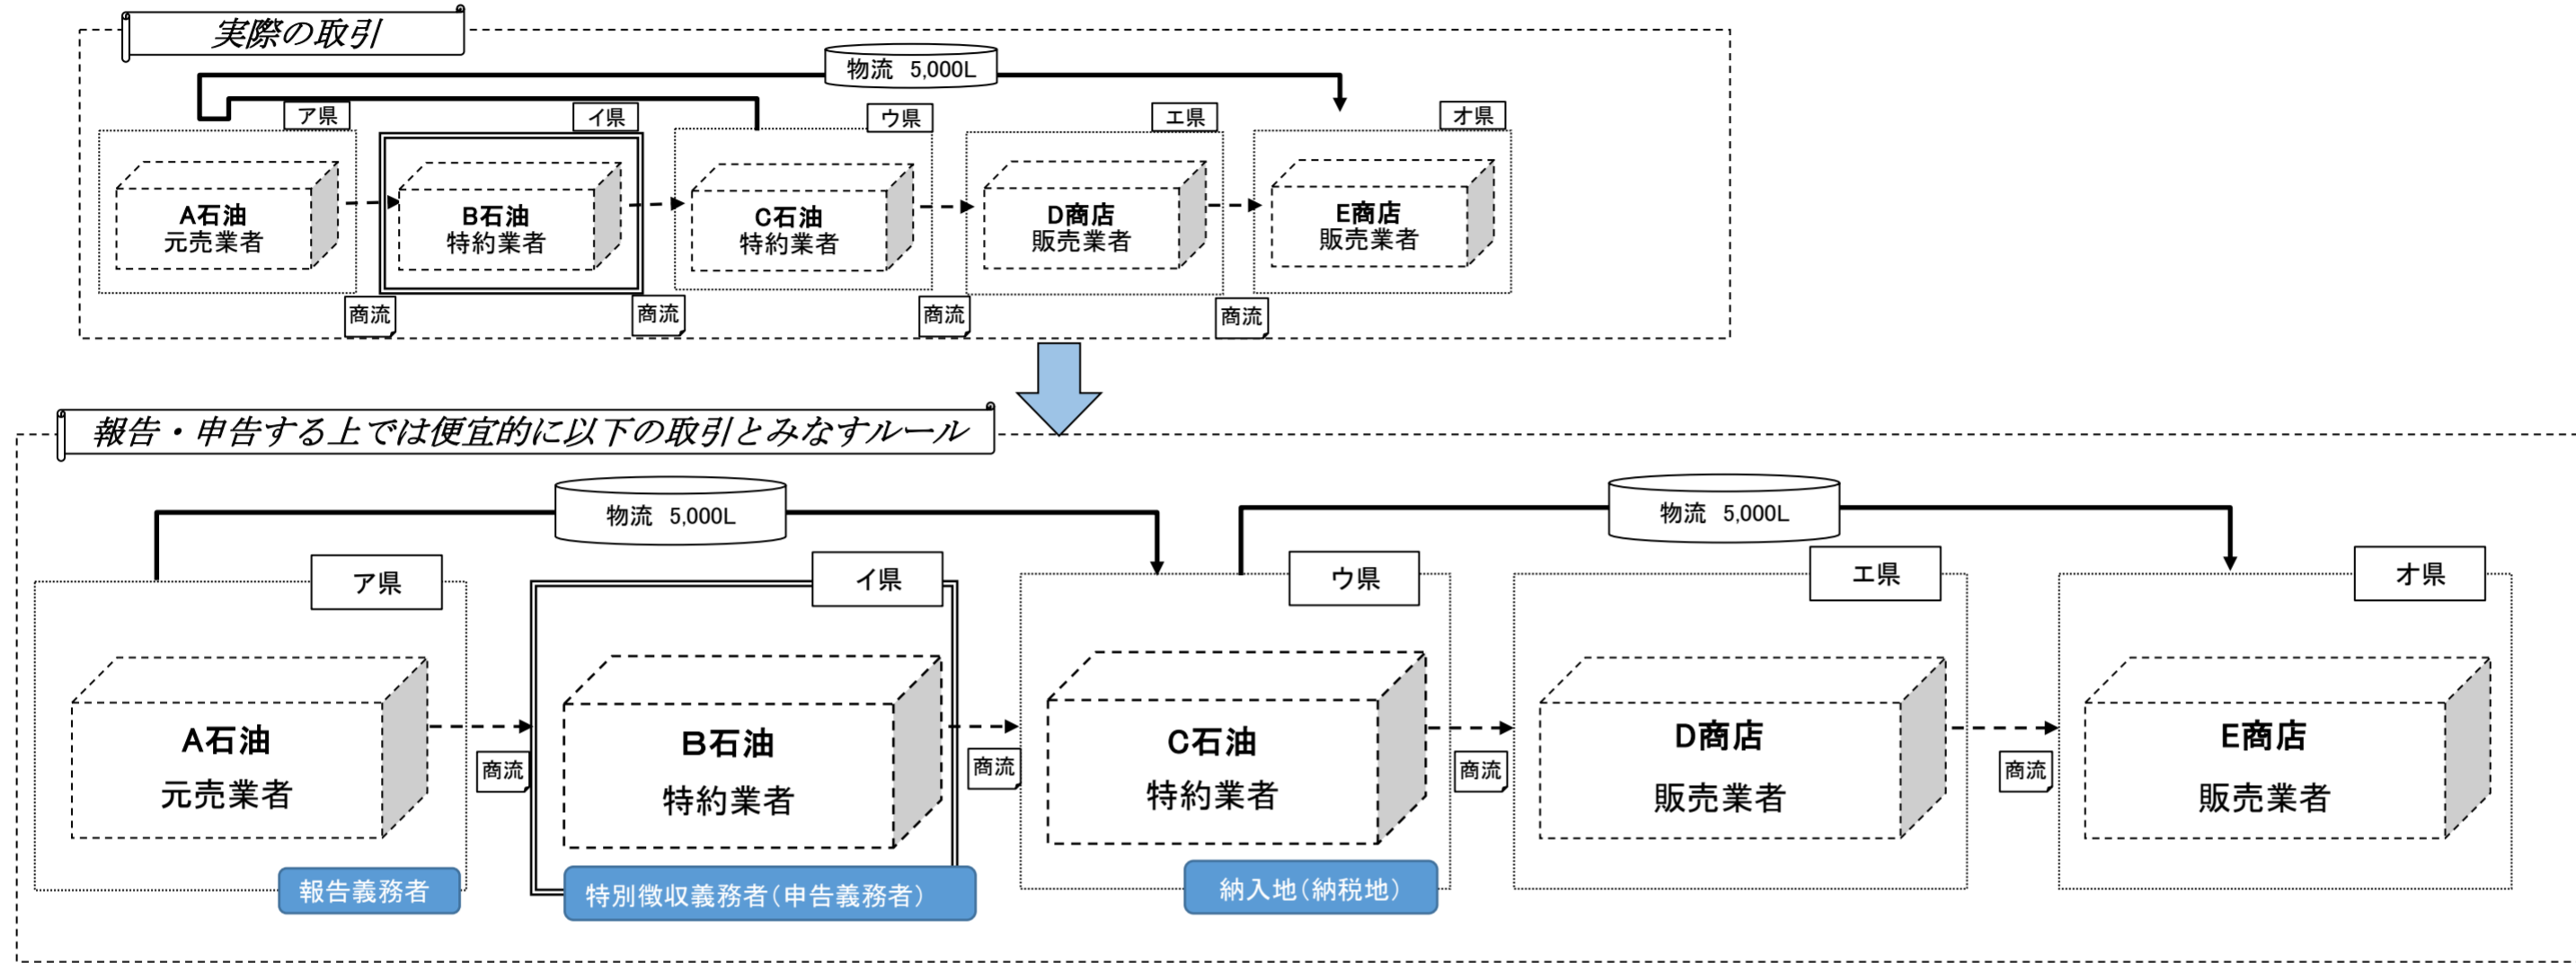 実際の取引
物流 5,000L
ア県
イ県
ウ県
エ県
オ県
A石油
元売業者
B石油
特約業者
C石油
特約業者
D商店
販売業者
E商店
販売業者
商流
商流
商流
商流
報告・申告する上では便宜的に以下の取引とみなすルール
物流 5,000L
物流 5,000L
ア県
イ県
ウ県
エ県
オ県
A石油
元売業者
B石油
特約業者
C石油
特約業者
D商店
販売業者
E商店
販売業者
商流
商流
商流
商流
報告義務者
特別徴収義務者(申告義務者)
納入地(納税地)